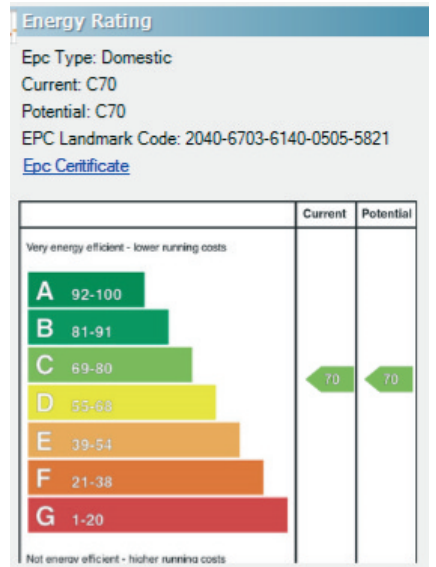 Energy Rating
Epc Type: Domestic
Current: C70
Potential: C70
EPC Landmark Code: 2040-6703-6140-0505-5821
Epc Ceritificate
Current Potential
Very energy efficient - lower running costs
A 92-100
B 81-91
C 69-80
70 70
D 55-68
E 39-54
F 21-38
G 1-20
Not energy efficient - higher running costs